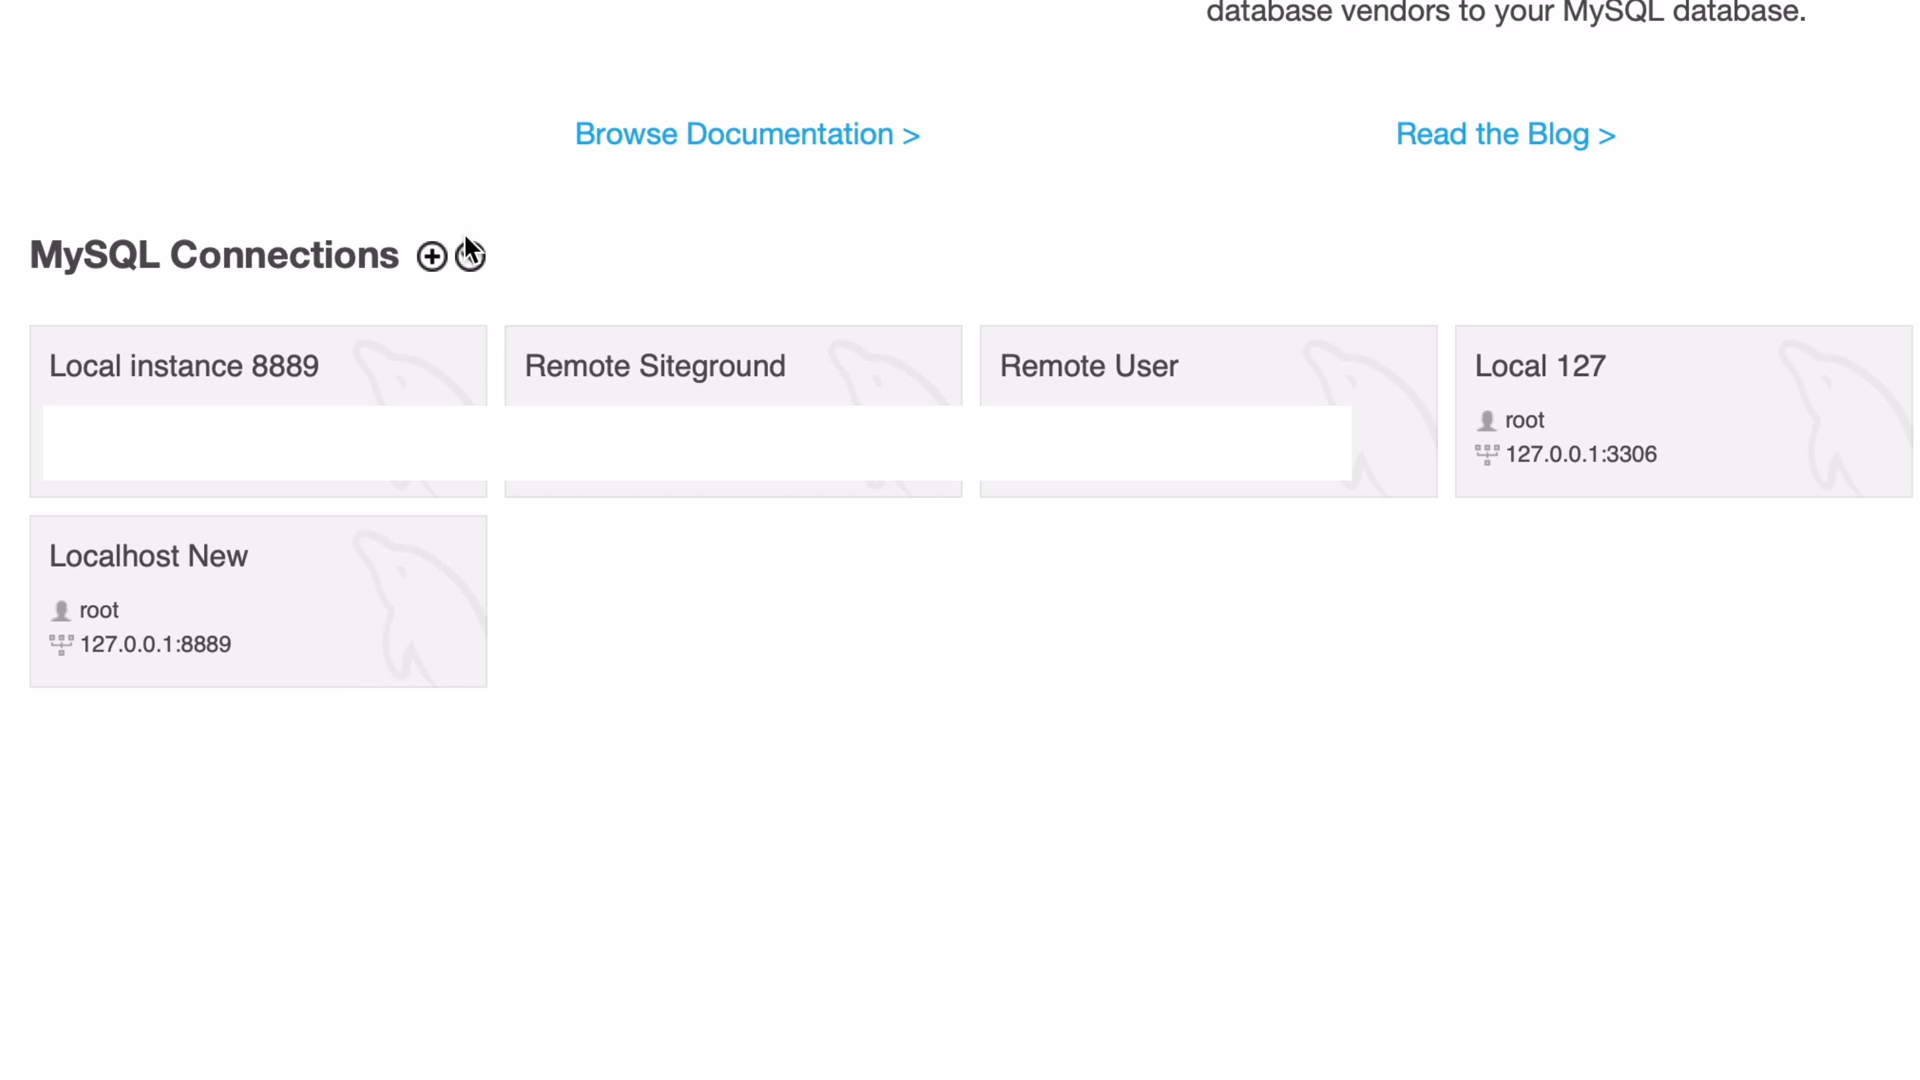 database vendors to your MySQL database.
Browse Documentation >
Read the Blog >
MySQL Connections
Local instance 8889
Remote Siteground
Remote User
Local 127
root
127.0.0.1:3306
Localhost New
root
127.0.0.1:8889